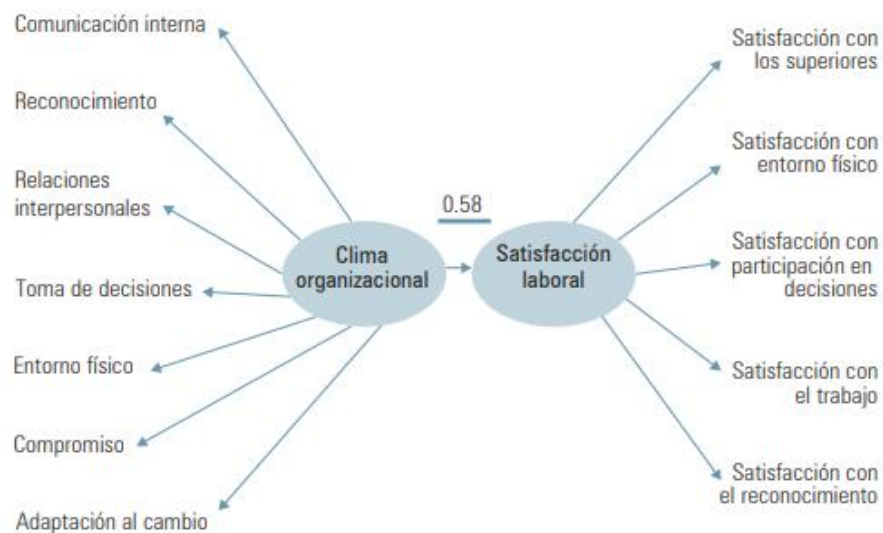 Comunicación interna
Reconocimiento
Relaciones
interpersonales
Toma de decisiones
Entorno físico
Compromiso
Adaptación al cambio
Clima
organizacional
0.58
Satisfacción
laboral
Satisfacción con
los superiores
Satisfacción con
entorno físico
Satisfacción con
participación en
decisiones
Satisfacción con
el trabajo
Satisfacción con
el reconocimiento